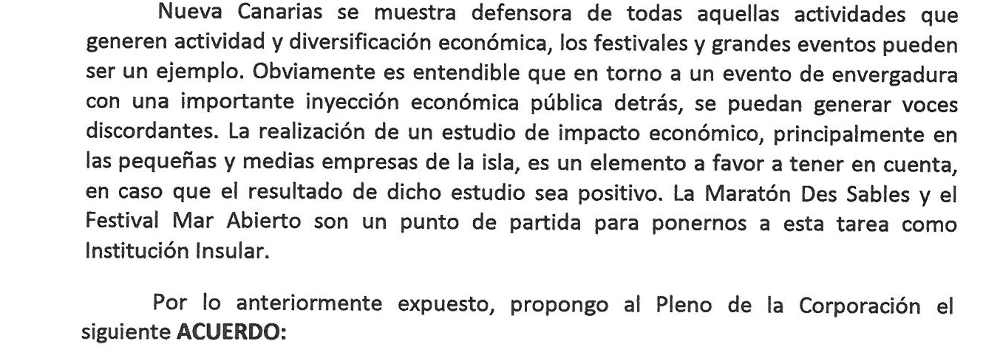 Nueva Canarias se muestra defensora de todas aquellas actividades que
generen actividad y diversificación económica, los festivales y grandes eventos pueden
ser un ejemplo. Obviamente es entendible que en torno a un evento de envergadura
con una importante inyección económica pública detrás, se puedan generar voces
discordantes. La realización de un estudio de impacto económico, principalmente en
las pequeñas y medias empresas de la isla, es un elemento a favor a tener en cuenta,
en caso que el resultado de dicho estudio sea positivo. La Maratón Des Sables y el
Festival Mar Abierto son un punto de partida para ponernos a esta tarea como
Institución Insular.
Por lo anteriormente expuesto, propongo al Pleno de la Corporación el
siguiente ACUERDO: